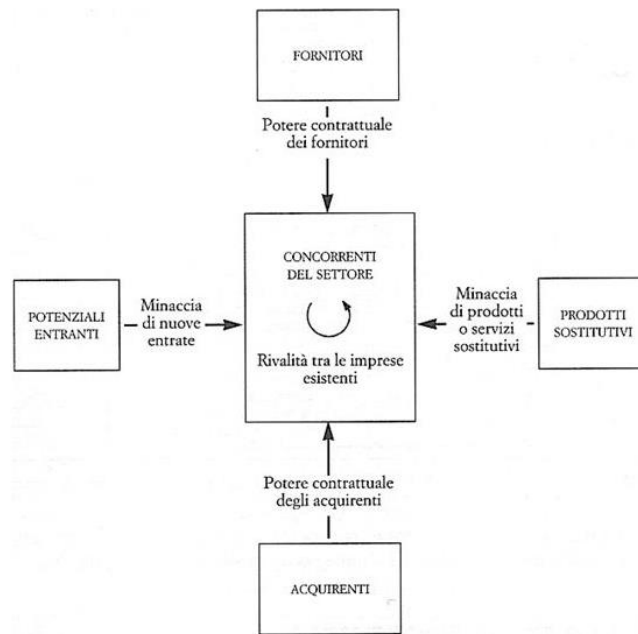 FORNITORI
Potere contrattuale
dei fornitori
CONCORRENTI
DEL SETTORE
Rivalità tra le imprese
esistenti
POTENZIALI
ENTRANTI
Minaccia
di nuove
entrate
Minaccia
di prodotti
o servizi
sostitutivi
PRODOTTI
SOSTITUTIVI
Potere contrattuale
degli acquirenti
ACQUIRENTI